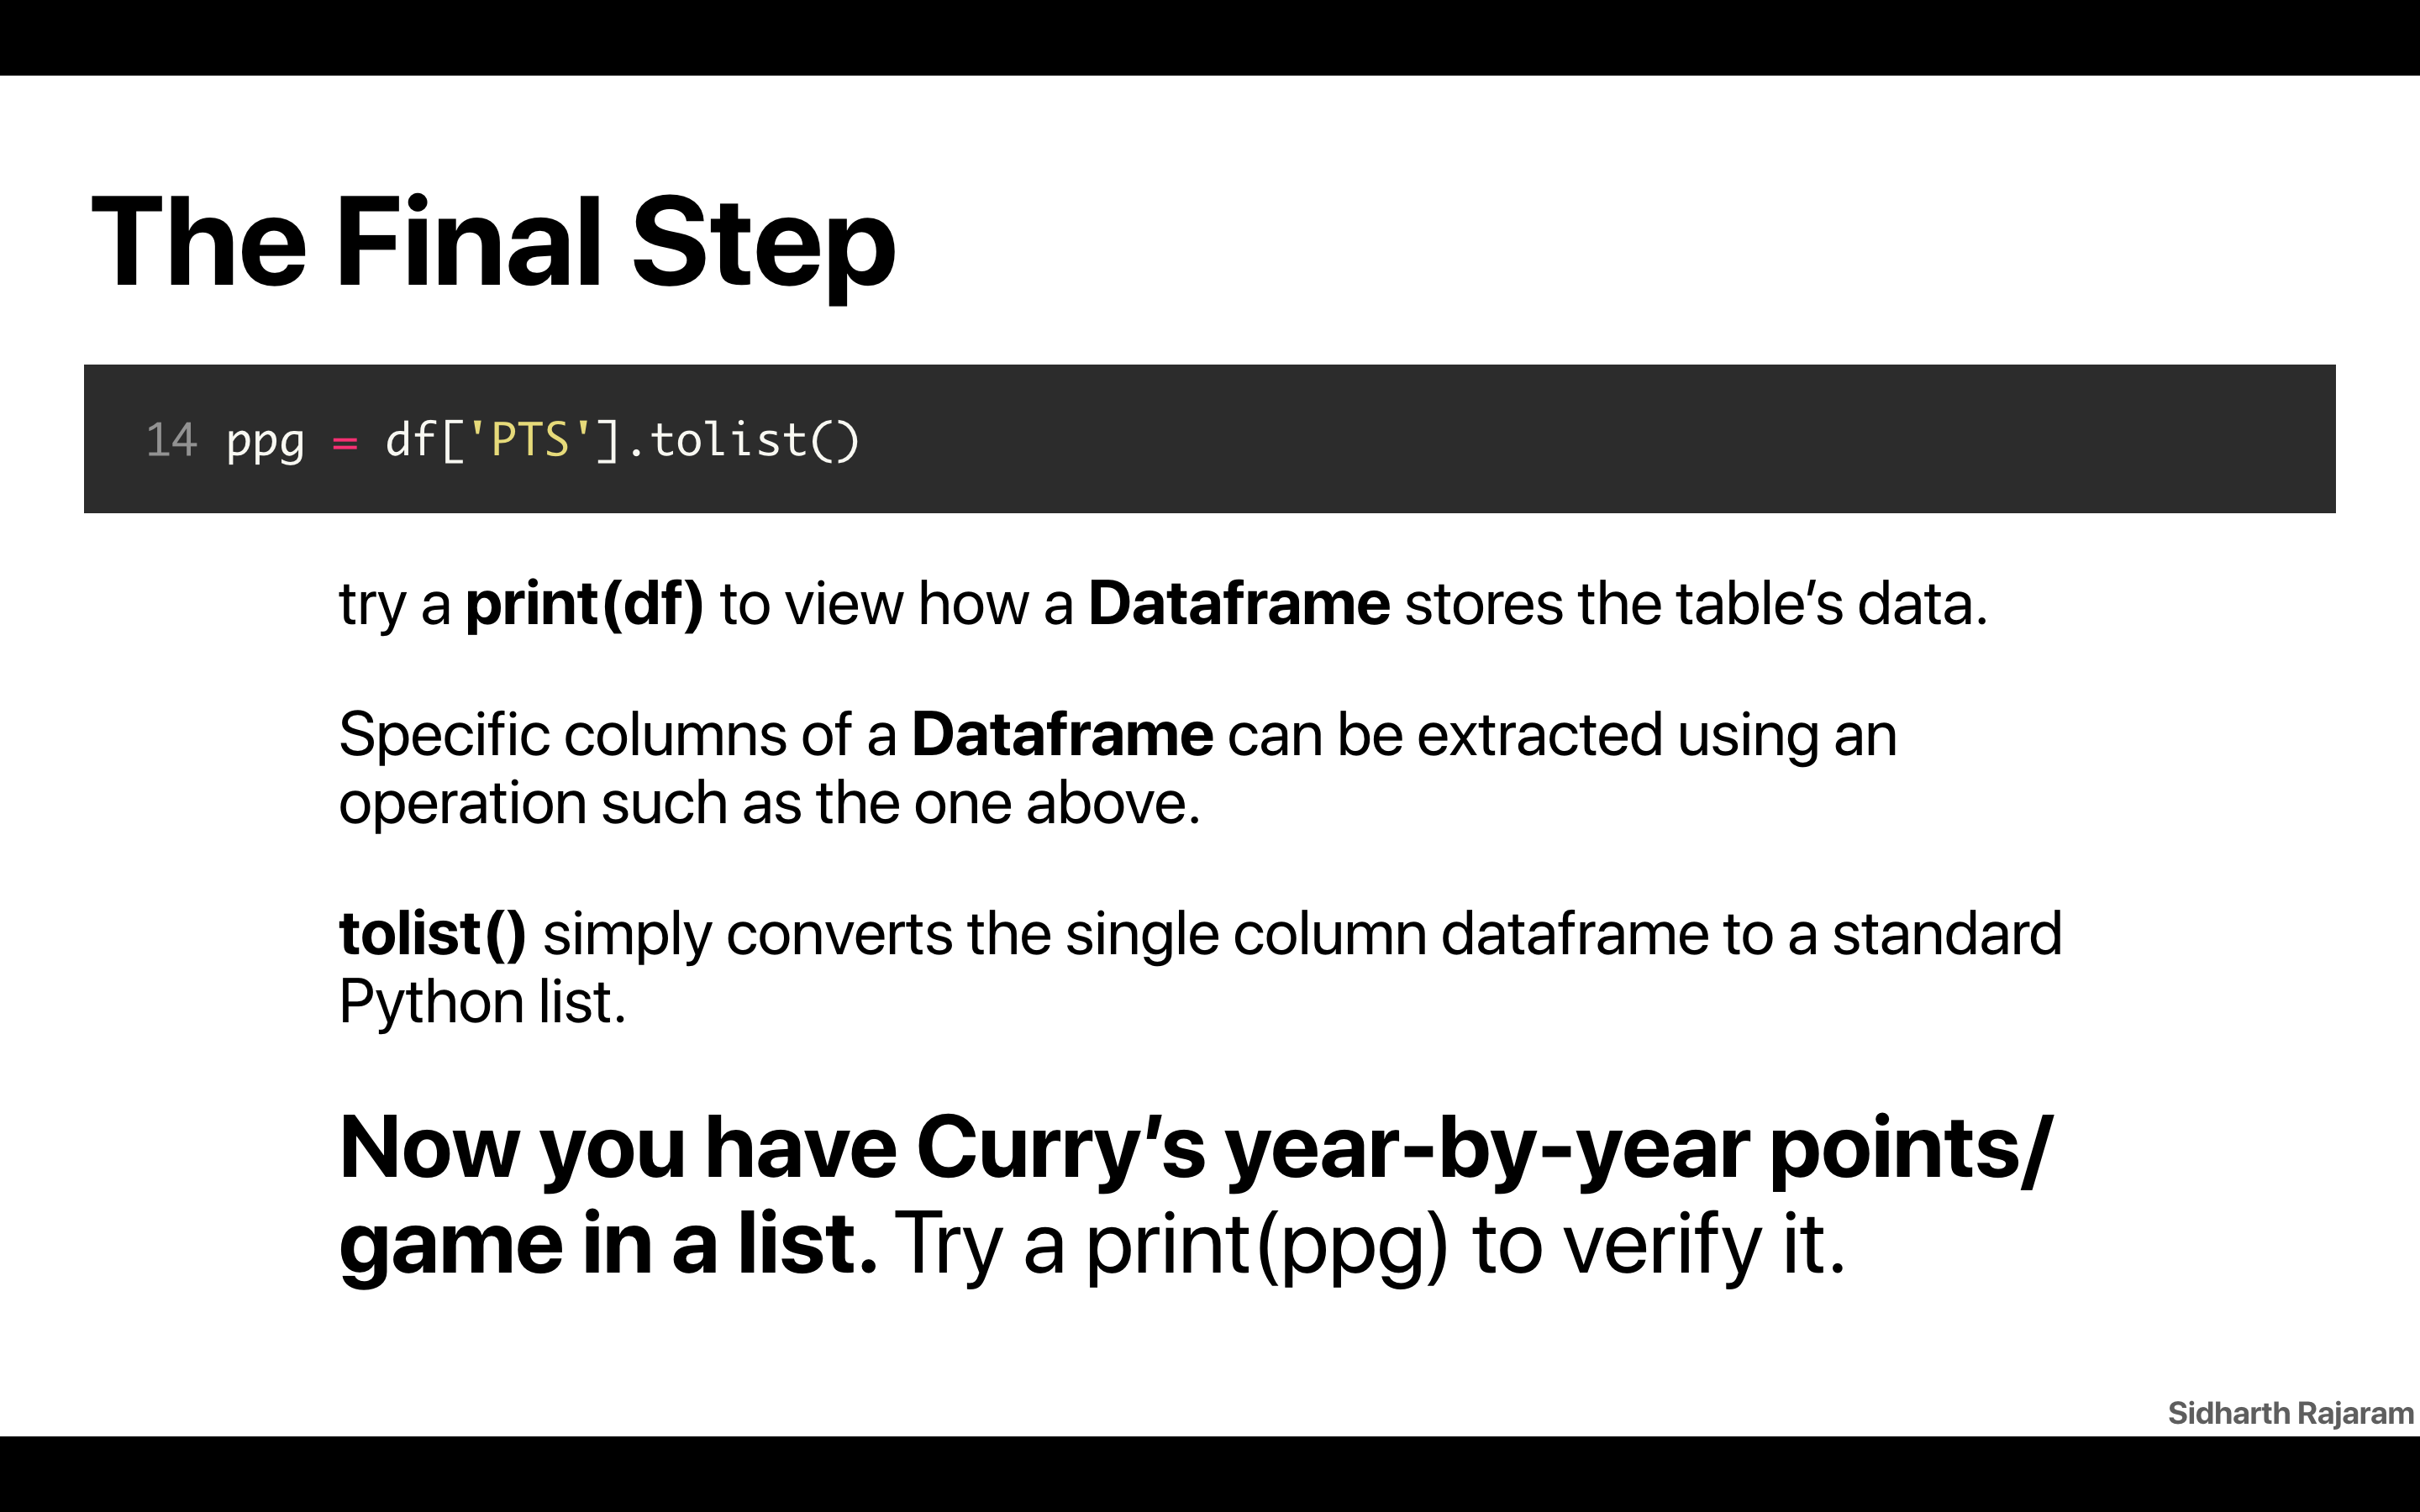 The Final Step
14 ppg = df['PTS'].tolist()
try a print(df) to view how a Dataframe stores the table’s data.
Specific columns of a Dataframe can be extracted using an
operation such as the one above.
tolist() simply converts the single column dataframe to a standard
Python list.
Now you have Curry’s year-by-year points/
game in a list. Try a print(ppg) to verify it.
Sidharth Rajaram